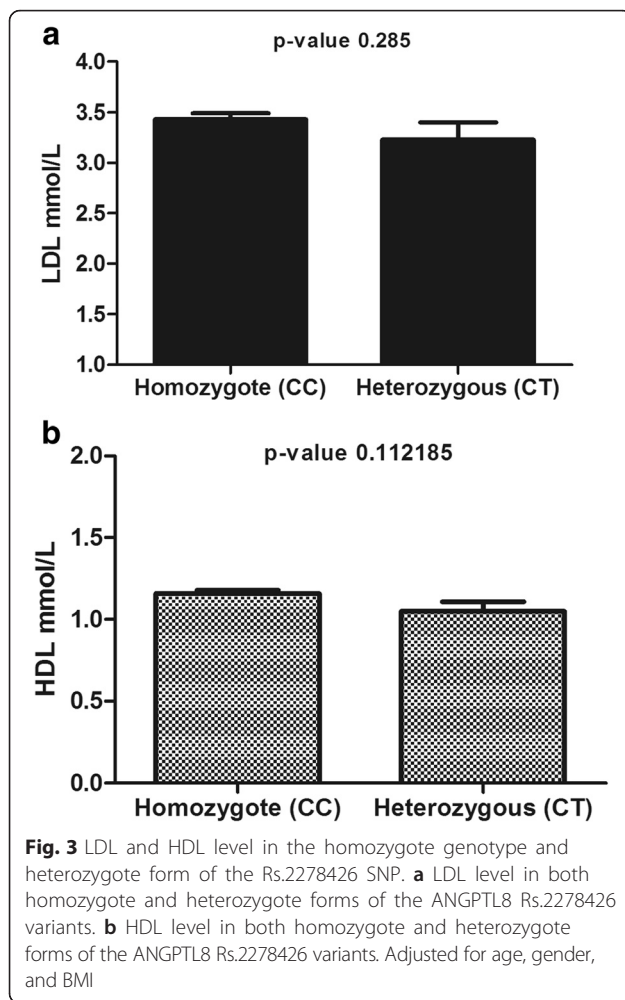 a
p-value 0.285
LDL mmol/L
4.0
3.5
3.0
2.5
2.0
1.5
1.0
Homozygote (CC) Heterozygous (CT)
b
p-value 0.112185
HDL mmol/L
2.0
1.5
1.0
0.5
0.0
Homozygote (CC) Heterozygous (CT)
Fig. 3 LDL and HDL level in the homozygote genotype and
heterozygote form of the Rs.2278426 SNP. a LDL level in both
homozygote and heterozygote forms of the ANGPTL8 Rs.2278426
variants. b HDL level in both homozygote and heterozygote
forms of the ANGPTL8 Rs.2278426 variants. Adjusted for age, gender,
and BMI